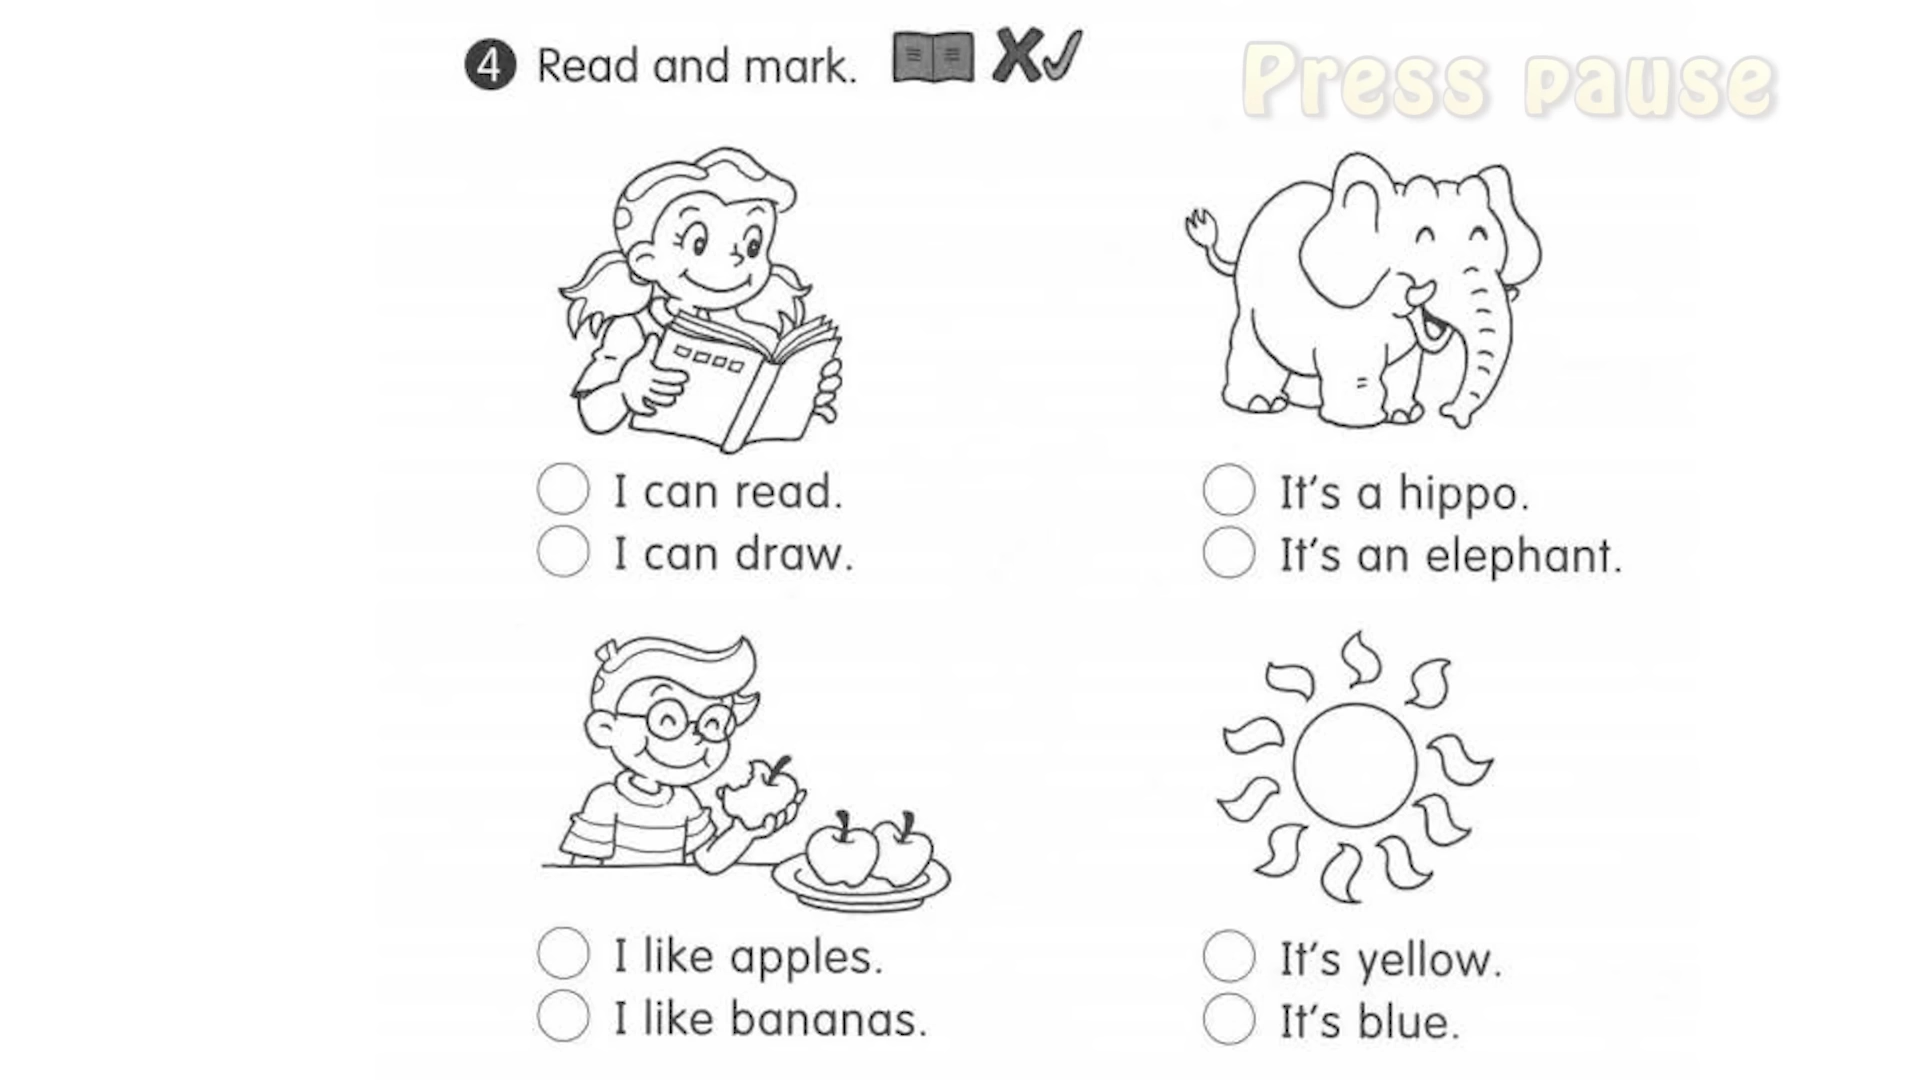 4 Read and mark.
Press pause
I can read.
I can draw.
It's a hippo.
It's an elephant.
I like apples.
I like bananas.
It's yellow.
It's blue.